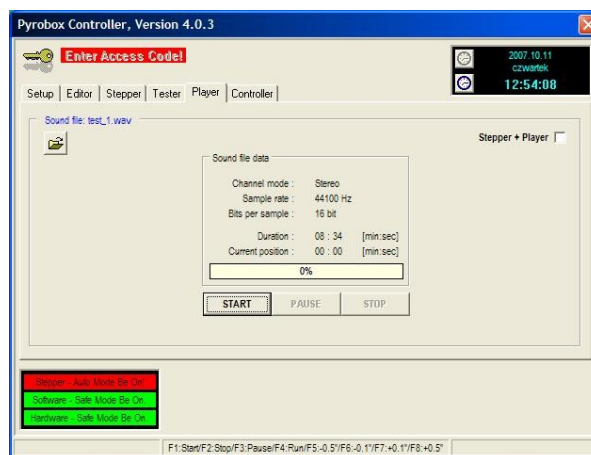 Pyrobox Controller, Version 4.0.3
Enter Access Code!
2007.10.11
czwartek
12:54:08
Setup Editor Stepper Tester Player Controller
Sound file: test_1.wav
Stepper + Player
Sound file data
Channel mode : Stereo
Sample rate : 44100 Hz
Bits per sample : 16 bit
Duration : 08 : 34 [min:sec]
Current position : 00 : 00 [min:sec]
0%
START PAUSE STOP
Stepper - Auto Mode Be On!
Software - Safe Mode Be On.
Hardware - Safe Mode Be On.
F1:Start/F2:Stop/F3:Pause/F4:Run/F5:-0.5"/F6:-0.1"/F7:+0.1"/F8:+0.5"